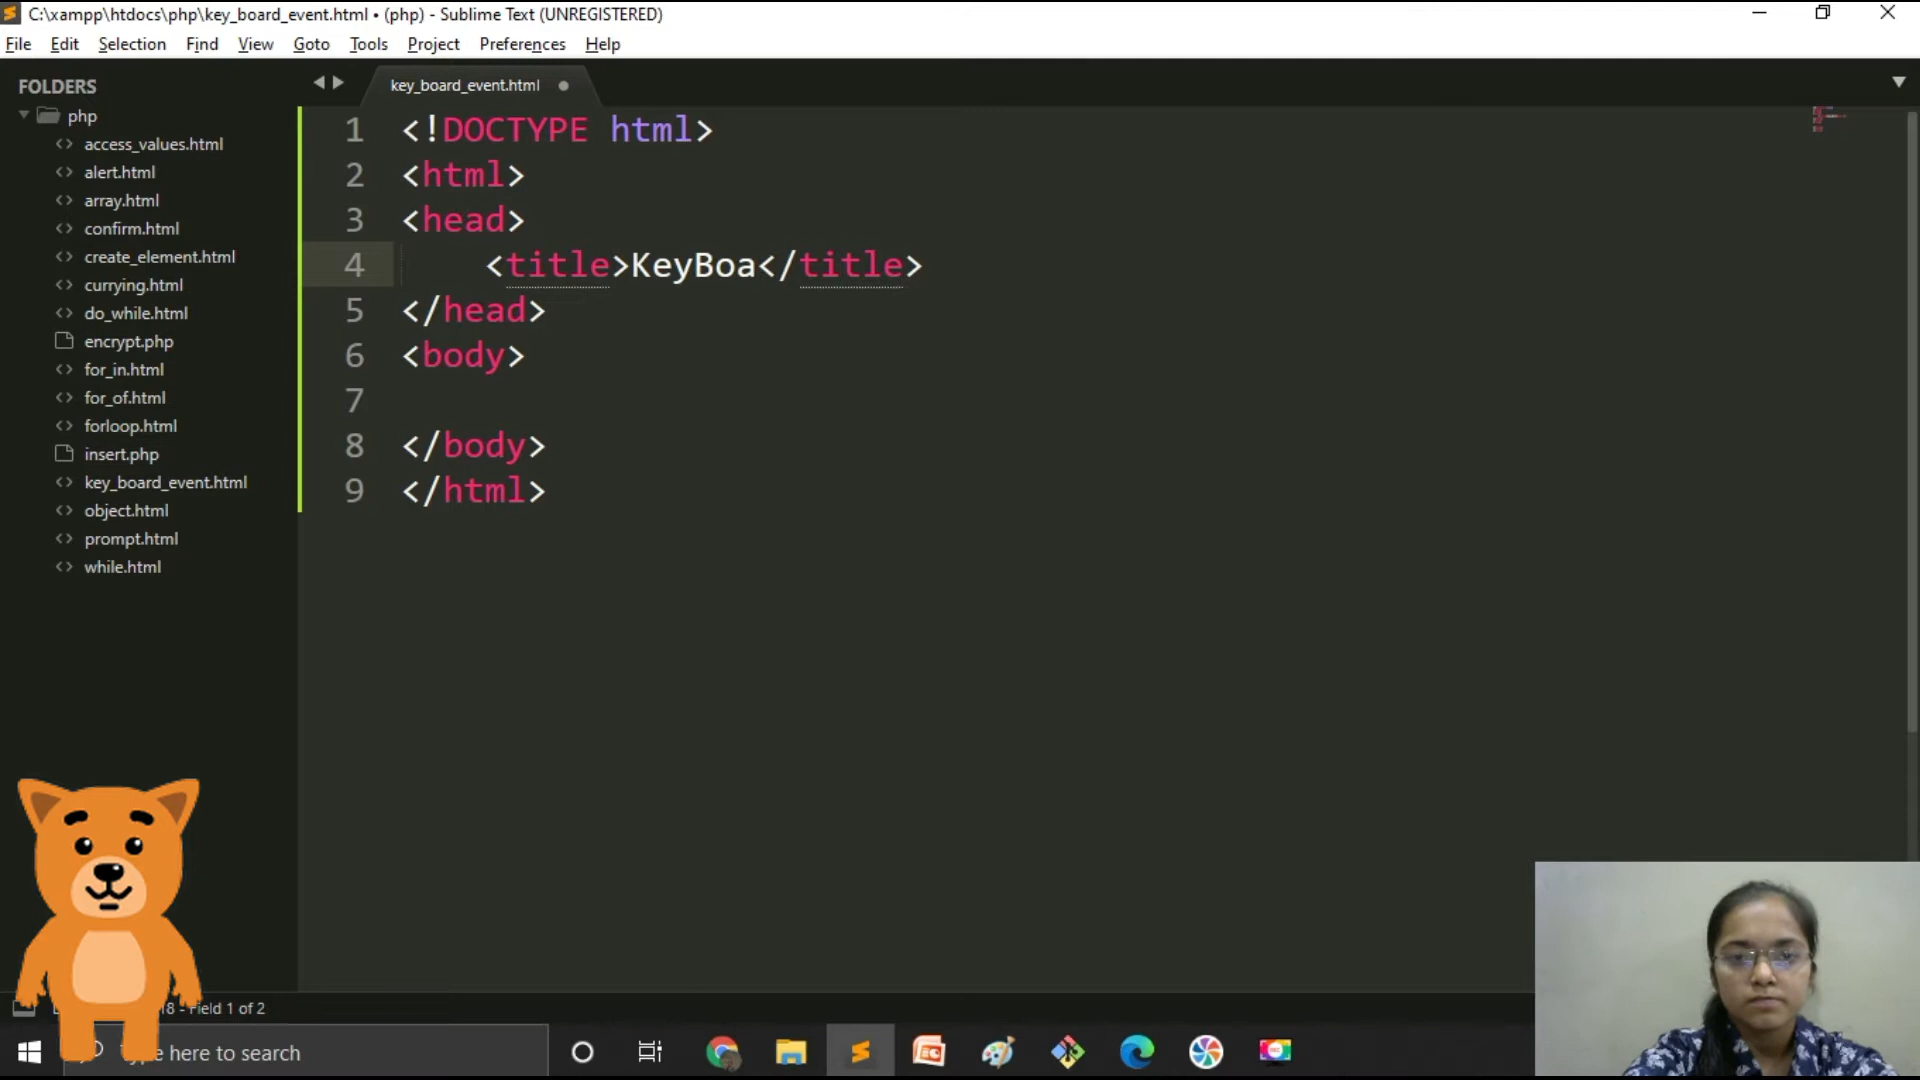 C:\xampp\htdocs\php\key_board_event.html • (php) - Sublime Text (UNREGISTERED)
File Edit Selection Find View Goto Tools Project Preferences Help
FOLDERS
php
access_values.html
alert.html
array.html
confirm.html
create_element.html
currying.html
do_while.html
encrypt.php
for_in.html
for_of.html
forloop.html
insert.php
key_board_event.html
object.html
prompt.html
while.html
key_board_event.html
1 <!DOCTYPE html>
2 <html>
3 <head>
4 <title>KeyBoa</title>
5 </head>
6 <body>
7
8 </body>
9 </html>
18 - Field 1 of 2
here to search